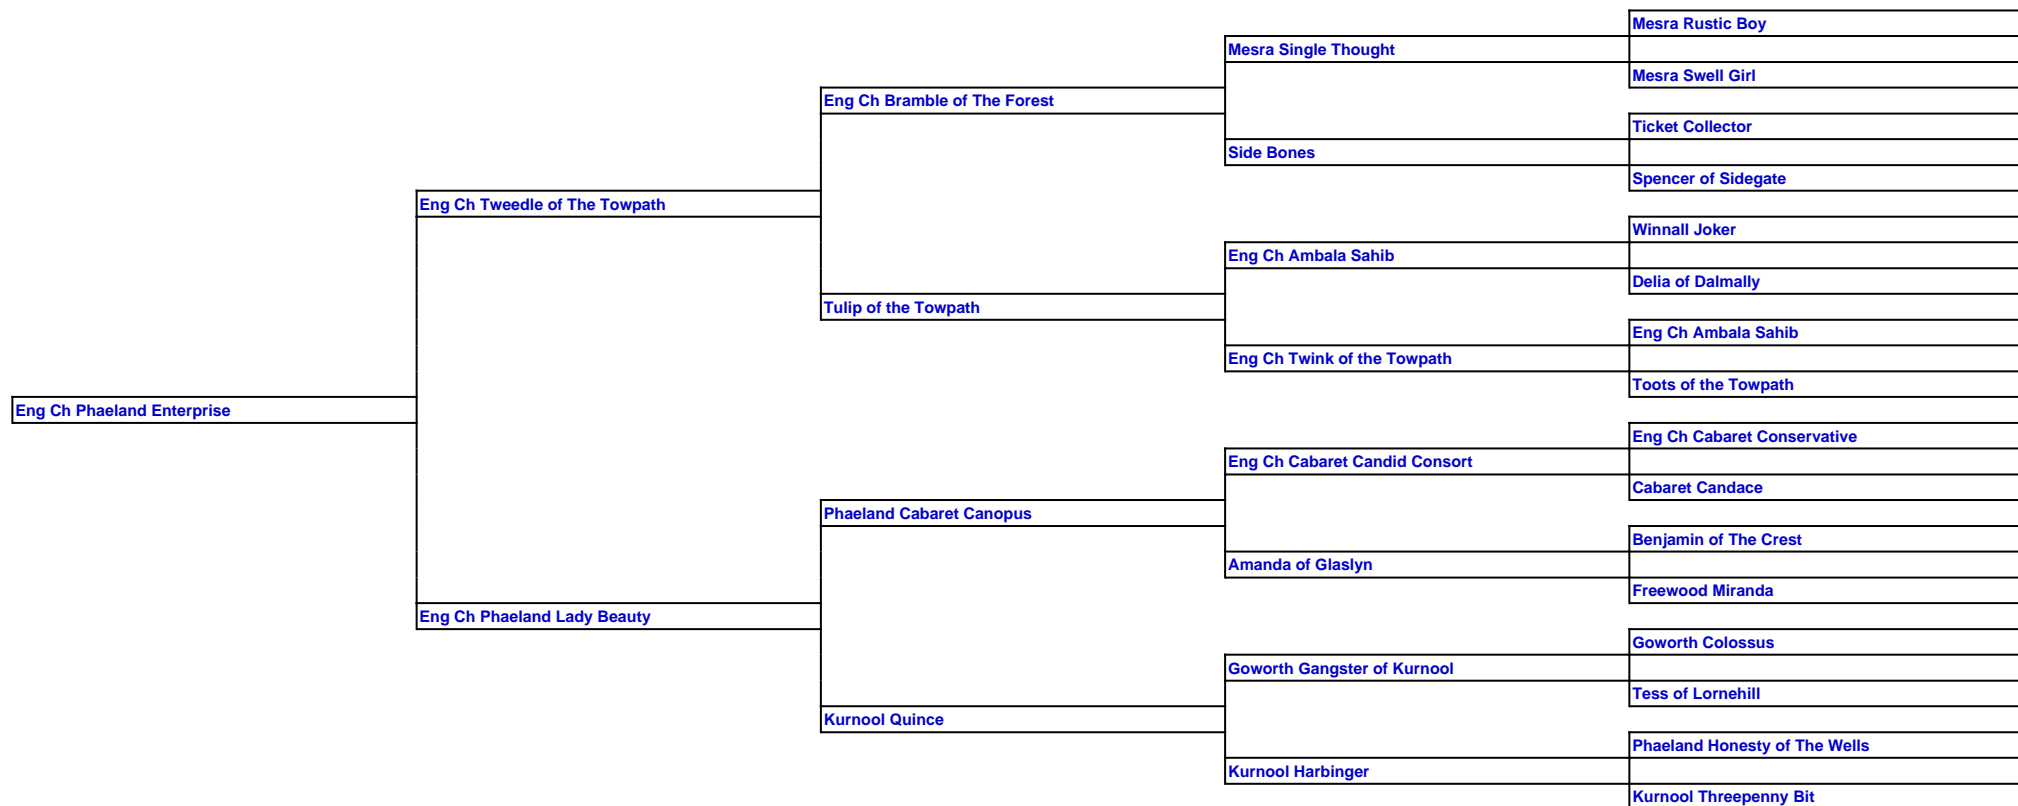 Mesra Rustic Boy
Mesra Single Thought
Mesra Swell Girl
Eng Ch Bramble of The Forest
Ticket Collector
Side Bones
Spencer of Sidegate
Eng Ch Tweedle of The Towpath
Winnall Joker
Eng Ch Ambala Sahib
Delia of Dalmally
Tulip of the Towpath
Eng Ch Ambala Sahib
Eng Ch Twink of the Towpath
Toots of the Towpath
Eng Ch Phaeland Enterprise
Eng Ch Cabaret Conservative
Eng Ch Cabaret Candid Consort
Cabaret Candace
Phaeland Cabaret Canopus
Benjamin of The Crest
Amanda of Glaslyn
Freewood Miranda
Eng Ch Phaeland Lady Beauty
Goworth Colossus
Goworth Gangster of Kurnool
Tess of Lornehill
Kurnool Quince
Phaeland Honesty of The Wells
Kurnool Harbinger
Kurnool Threepenny Bit